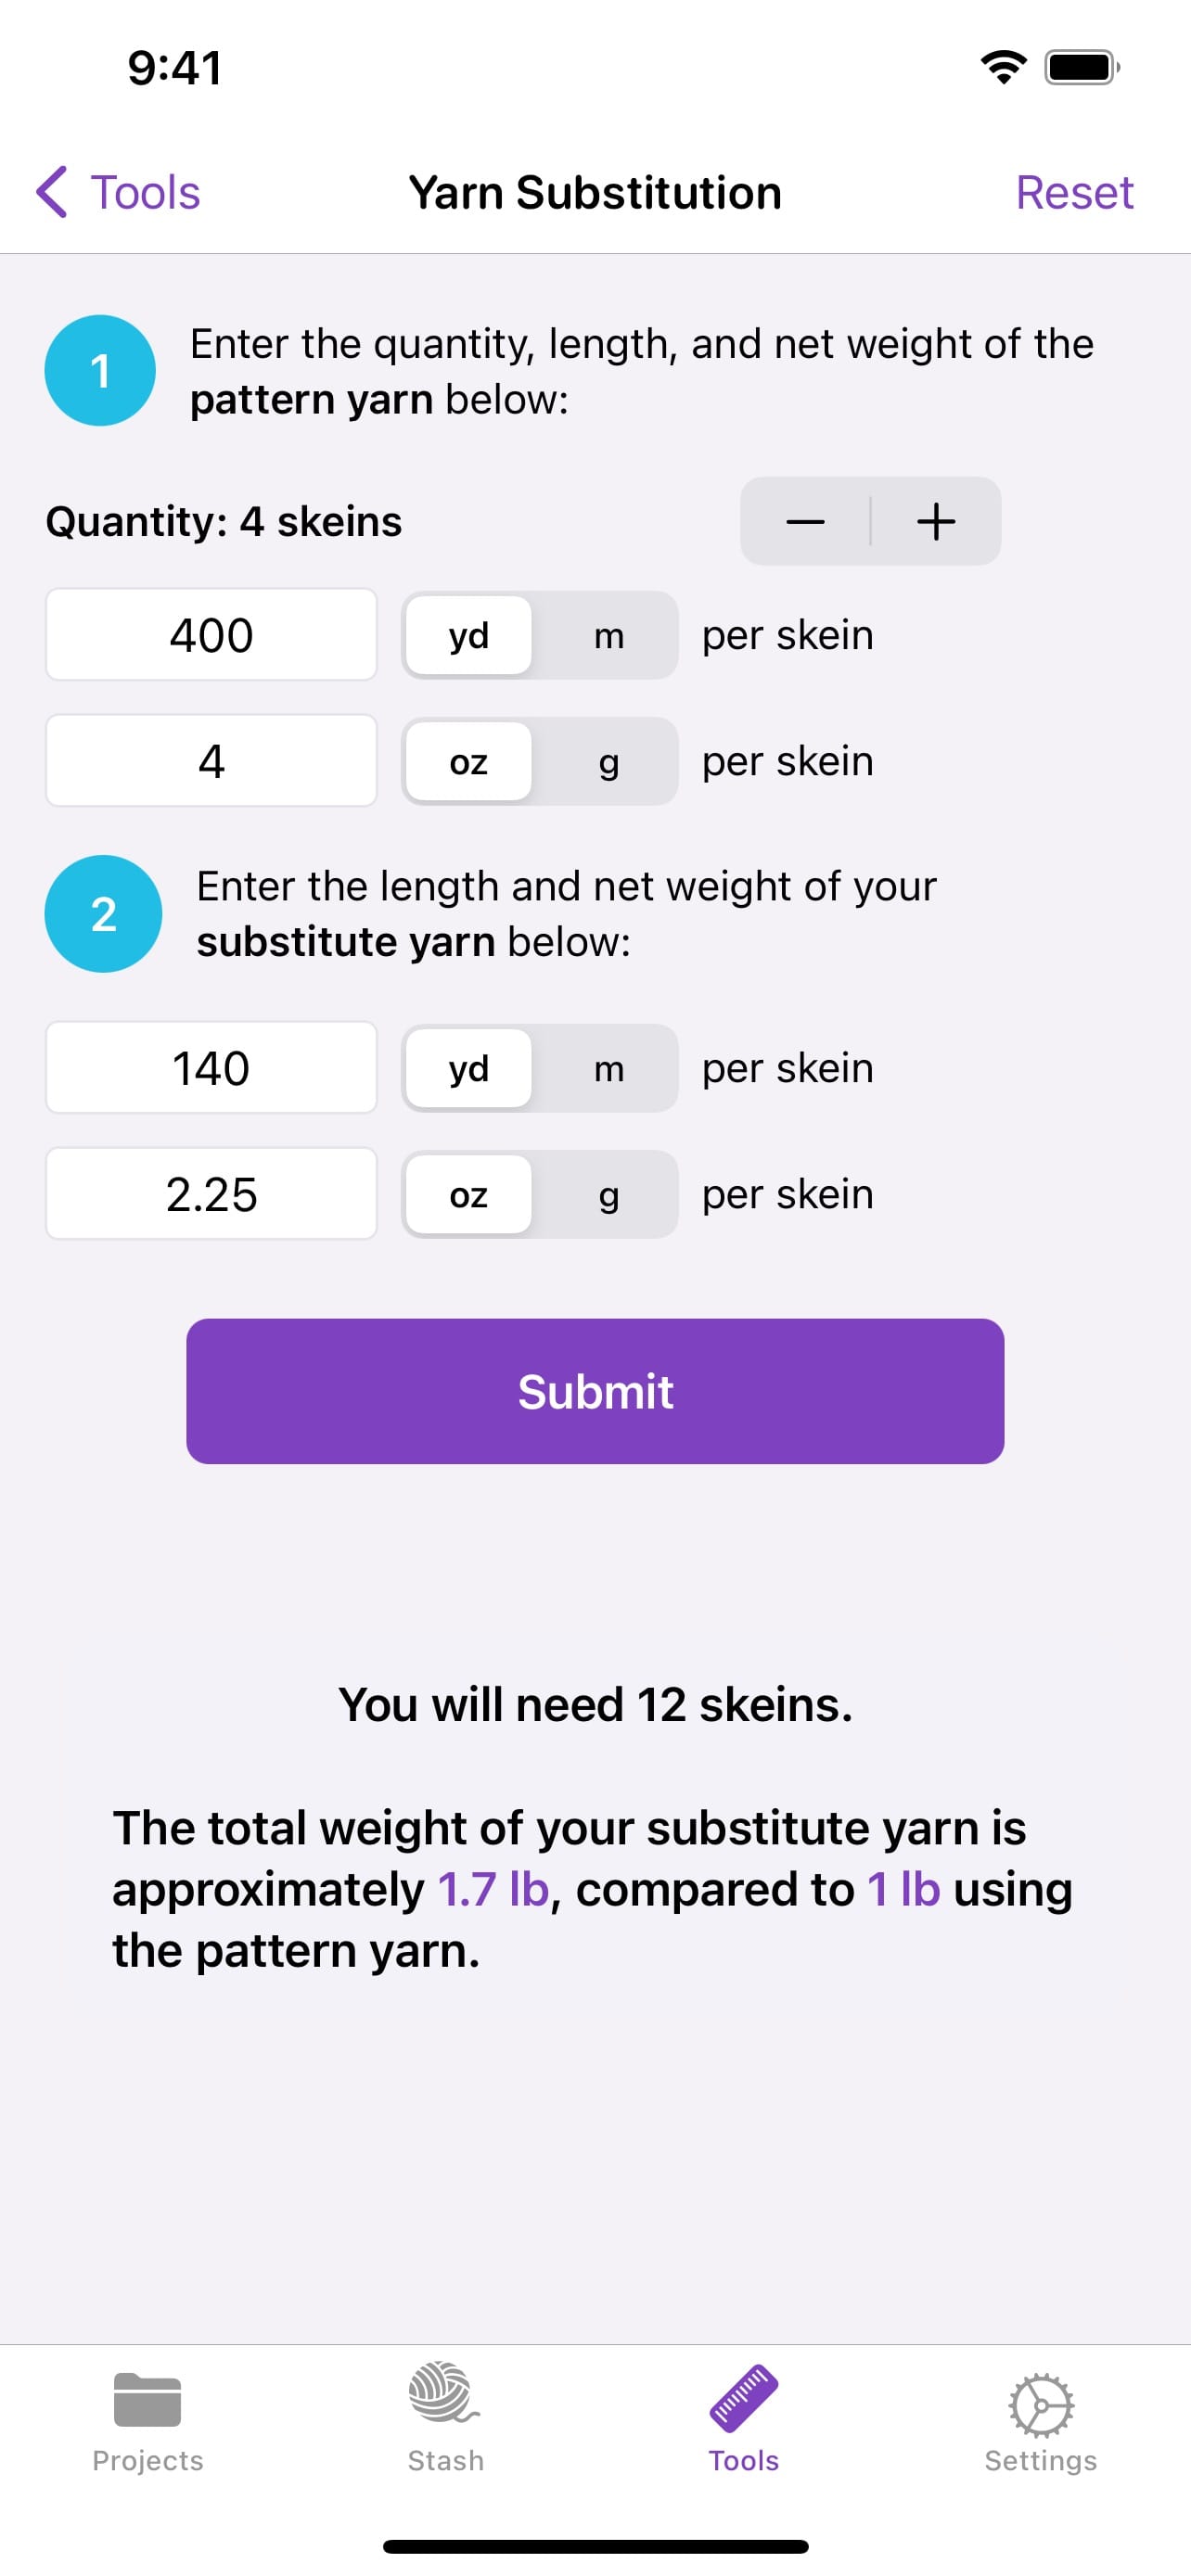 9:41
Tools
Yarn Substitution
Reset
1
Enter the quantity, length, and net weight of the
pattern yarn below:
Quantity: 4 skeins
− +
400 yd m per skein
4 oz g per skein
2
Enter the length and net weight of your
substitute yarn below:
140 yd m per skein
2.25 oz g per skein
Submit
You will need 12 skeins.
The total weight of your substitute yarn is
approximately 1.7 lb, compared to 1 lb using
the pattern yarn.
Projects
Stash
Tools
Settings